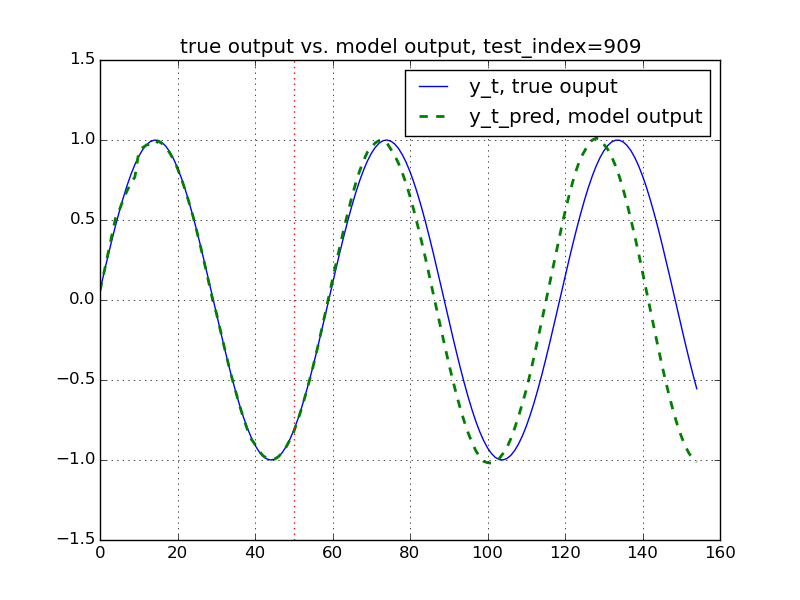 true output vs. model output, test_index=909
y_t, true ouput
y_t_pred, model output
1.5
1.0
0.5
0.0
−0.5
−1.0
−1.5
0 20 40 60 80 100 120 140 160